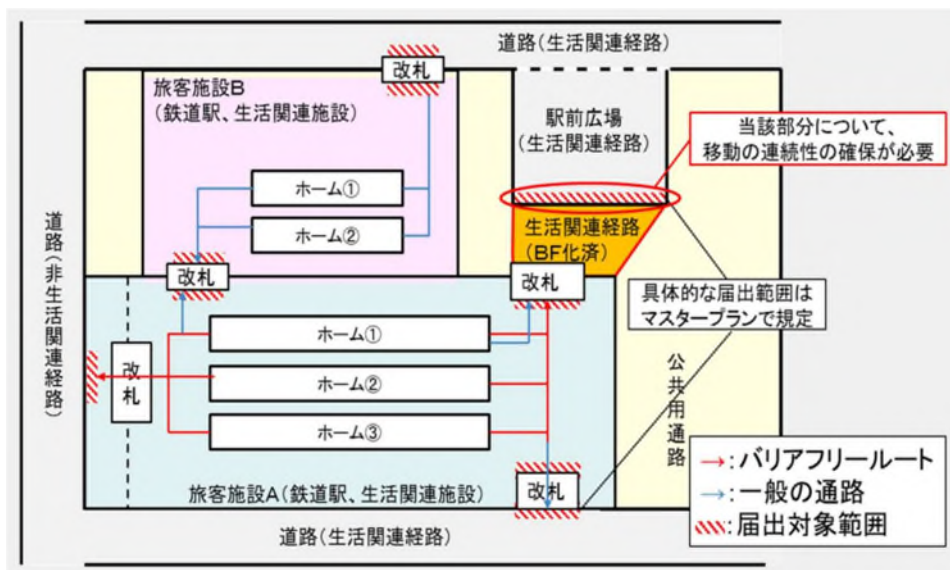 道路(生活関連経路)
改札
旅客施設B
(鉄道駅、生活関連施設)
駅前広場
(生活関連経路)
当該部分について、
移動の連続性の確保が必要
ホーム①
ホーム②
生活関連経路
(BF化済)
道路(非生活関連経路)
改札
改札
具体的な届出範囲は
マスタープランで規定
ホーム①
改札
ホーム②
ホーム③
公共用通路
旅客施設A(鉄道駅、生活関連施設)
改札
道路(生活関連経路)
→:バリアフリールート
→:一般の通路
:届出対象範囲